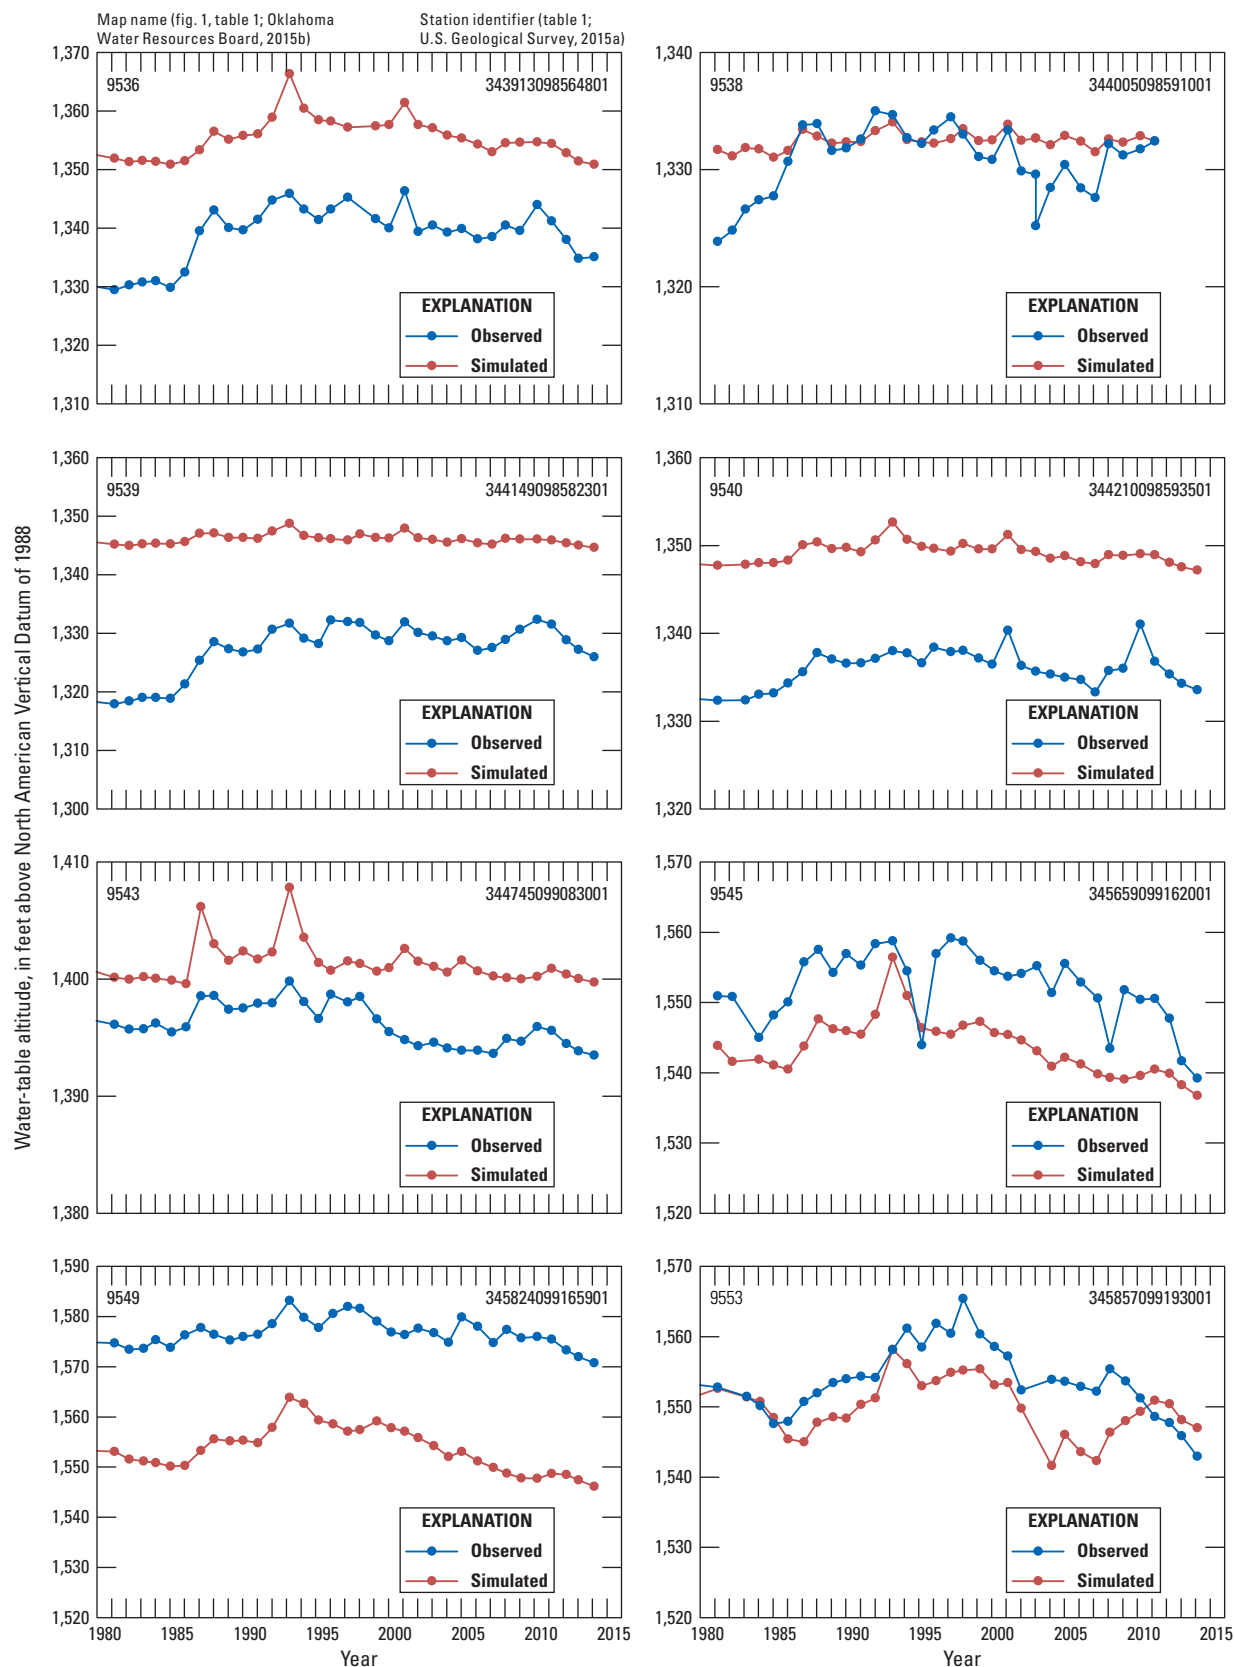 Map name (fig. 1, table 1; Oklahoma
Water Resources Board, 2015b)
Station identifier (table 1;
U.S. Geological Survey, 2015a)
Water-table altitude, in feet above North American Vertical Datum of 1988
1,370
1,360
1,350
1,340
1,330
1,320
1,310
9536
343913098564801
EXPLANATION
Observed
Simulated
1,340
1,330
1,320
1,310
9538
344005098591001
EXPLANATION
Observed
Simulated
1,360
1,350
1,340
1,330
1,320
1,310
1,300
9539
344149098582301
EXPLANATION
Observed
Simulated
1,360
1,350
1,340
1,330
1,320
9540
344210098593501
EXPLANATION
Observed
Simulated
1,410
1,400
1,390
1,380
9543
344745099083001
EXPLANATION
Observed
Simulated
1,570
1,560
1,550
1,540
1,530
1,520
9545
345659099162001
EXPLANATION
Observed
Simulated
1,590
1,580
1,570
1,560
1,550
1,540
1,530
1,520
9549
345824099165901
EXPLANATION
Observed
Simulated
1980 1985 1990 1995 2000 2005 2010 2015
Year
1,570
1,560
1,550
1,540
1,530
1,520
9553
345857099193001
EXPLANATION
Observed
Simulated
1980 1985 1990 1995 2000 2005 2010 2015
Year